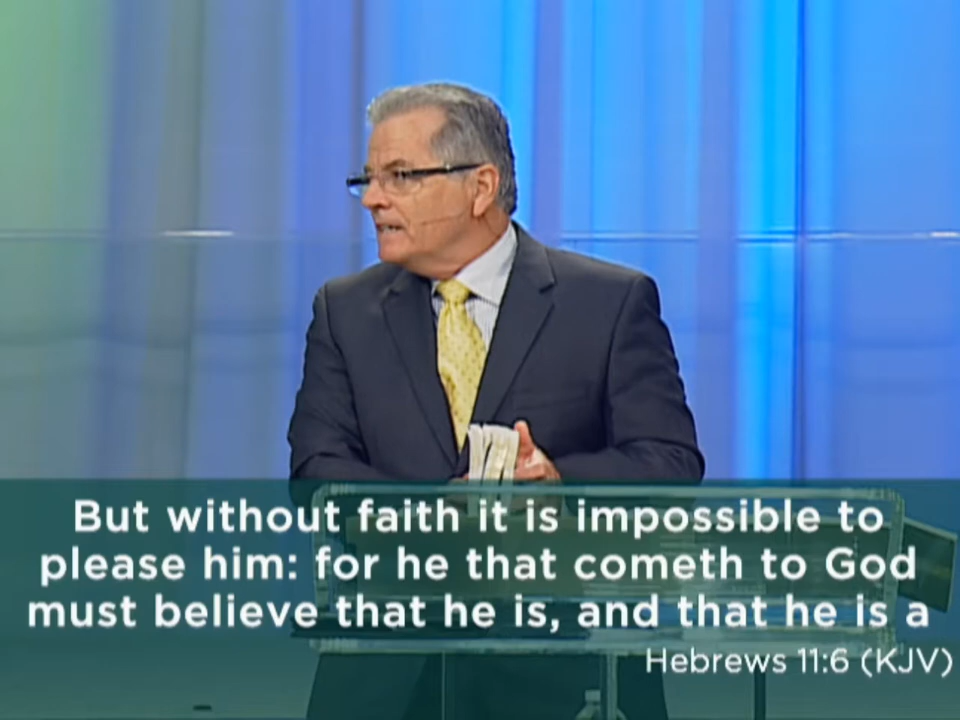 But without faith it is impossible to
please him: for he that cometh to God
must believe that he is, and that he is a
Hebrews 11:6 (KJV)